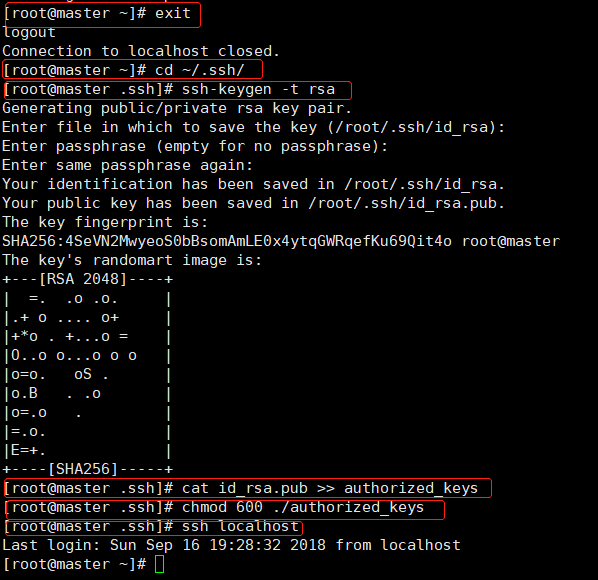 [root@master ~]# exit
logout
Connection to localhost closed.
[root@master ~]# cd ~/.ssh/
[root@master .ssh]# ssh-keygen -t rsa
Generating public/private rsa key pair.
Enter file in which to save the key (/root/.ssh/id_rsa):
Enter passphrase (empty for no passphrase):
Enter same passphrase again:
Your identification has been saved in /root/.ssh/id_rsa.
Your public key has been saved in /root/.ssh/id_rsa.pub.
The key fingerprint is:
SHA256:4SeVN2MwyeoS0bBsomAmLE0x4ytqGWRqefKu69Qit4o root@master
The key's randomart image is:
+---[RSA 2048]----+
|  =.  .o .o.     |
|.+ o .... o+     |
|+*o . +...o =    |
|O..o o...o o o   |
|o=o.   oS .      |
|o.B   . .o       |
|o=.o   .         |
|=.o.             |
|E=+.             |
+----[SHA256]-----+
[root@master .ssh]# cat id_rsa.pub >> authorized_keys
[root@master .ssh]# chmod 600 ./authorized_keys
[root@master .ssh]# ssh localhost
Last login: Sun Sep 16 19:28:32 2018 from localhost
[root@master ~]#